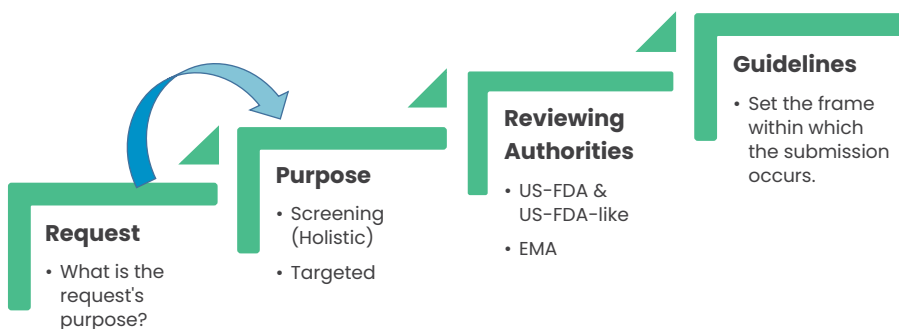 Request
• What is the
request's
purpose?
Purpose
• Screening
(Holistic)
• Targeted
Reviewing
Authorities
• US-FDA &
US-FDA-like
• EMA
Guidelines
• Set the frame
within which
the submission
occurs.